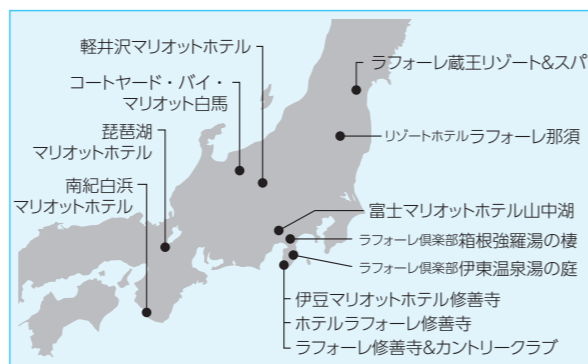 軽井沢マリオットホテル
コートヤード・バイ・
マリオット白馬
琵琶湖
マリオットホテル
南紀白浜
マリオットホテル
ラフォーレ蔵王リゾート&スパ
リゾートホテルラフォーレ那須
富士マリオットホテル山中湖
ラフォーレ倶楽部箱根強羅湯の棲
ラフォーレ倶楽部伊東温泉湯の庭
伊豆マリオットホテル修善寺
ホテルラフォーレ修善寺
ラフォーレ修善寺&カントリークラブ